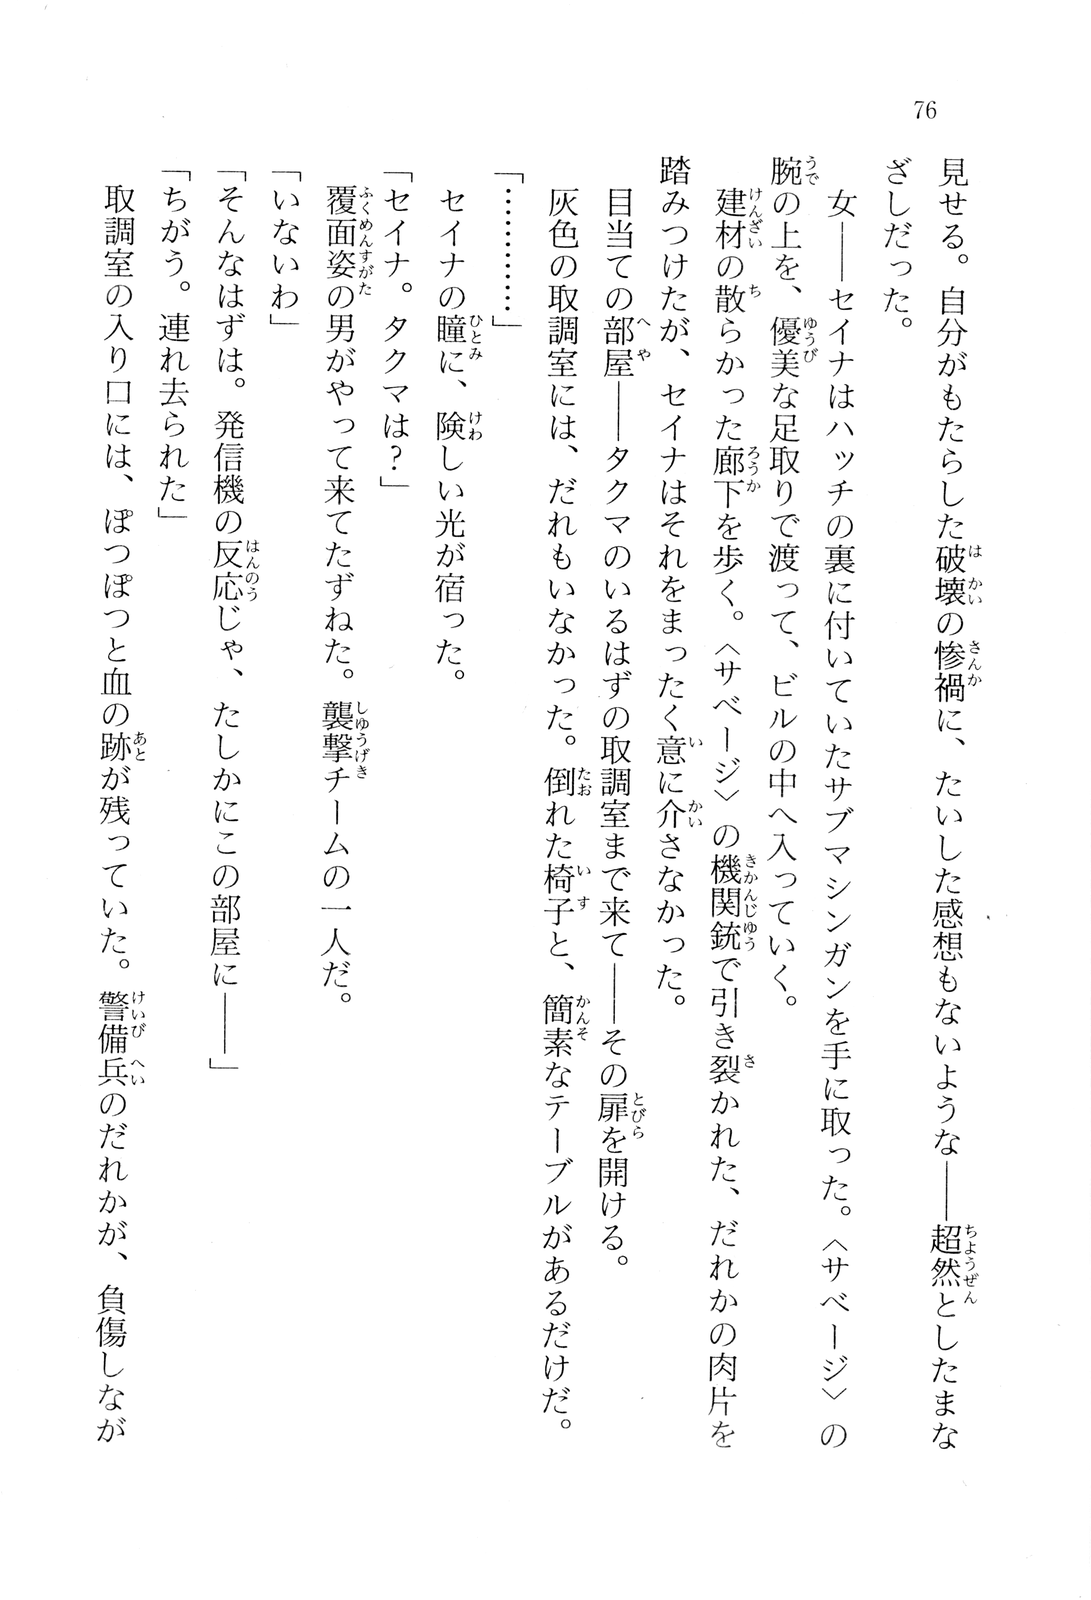 76
見せる。自分がもたらした破壊の惨禍に、たいした感想もないような――超然としたまな
ざしだった。
女――セイナはハッチの裏に付いていたサブマシンガンを手に取った。〈サベージ〉の
腕の上を、優美な足取りで渡って、ビルの中へ入っていく。
建材の散らかった廊下を歩く。〈サベージ〉の機関銃で引き裂かれた、だれかの肉片を
踏みつけたが、セイナはそれをまったく意に介さなかった。
目当ての部屋――タクマのいるはずの取調室まで来て――その扉を開ける。
灰色の取調室には、だれもいなかった。倒れた椅子と、簡素なテーブルがあるだけだ。
「…………」
セイナの瞳に、険しい光が宿った。
「セイナ。タクマは?」
覆面姿の男がやって来てたずねた。襲撃チームの一人だ。
「いないわ」
「そんなはずは。発信機の反応じゃ、たしかにこの部屋に――」
「ちがう。連れ去られた」
取調室の入り口には、ぽつぽつと血の跡が残っていた。警備兵のだれかが、負傷しなが